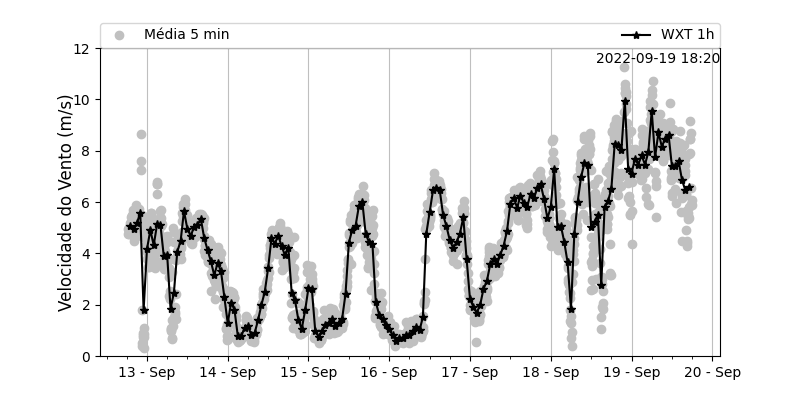 Média 5 min
WXT 1h
2022-09-19 18:20
Velocidade do Vento (m/s)
12
10
8
6
4
2
0
13 - Sep
14 - Sep
15 - Sep
16 - Sep
17 - Sep
18 - Sep
19 - Sep
20 - Sep